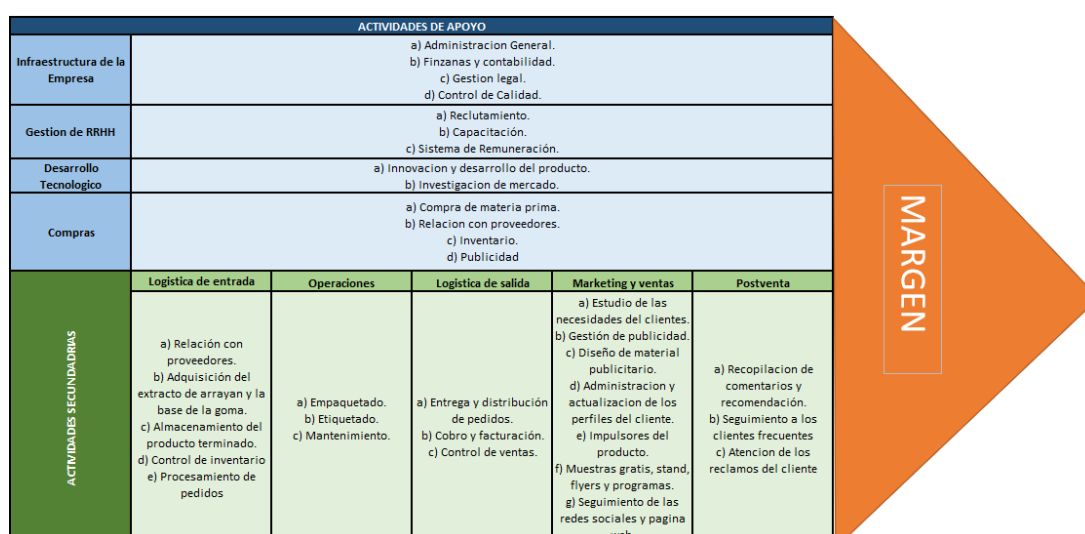 ACTIVIDADES DE APOYO
Infraestructura de la
Empresa
a) Administracion General.
b) Finzanas y contabilidad.
c) Gestion legal.
d) Control de Calidad.
Gestion de RRHH
a) Reclutamiento.
b) Capacitación.
c) Sistema de Remuneración.
Desarrollo
Tecnologico
a) Innovacion y desarrollo del producto.
b) Investigacion de mercado.
Compras
a) Compra de materia prima.
b) Relacion con proveedores.
c) Inventario.
d) Publicidad
MARGEN
ACTIVIDADES SECUNDADRIAS
Logistica de entrada
a) Relación con
proveedores.
b) Adquisición del
extracto de arrayan y la
base de la goma.
c) Almacenamiento del
producto terminado.
d) Control de inventario
e) Procesamiento de
pedidos
Operaciones
a) Empaquetado.
b) Etiquetado.
c) Mantenimiento.
Logistica de salida
a) Entrega y distribución
de pedidos.
b) Cobro y facturación.
c) Control de ventas.
Marketing y ventas
a) Estudio de las
necesidades del clientes.
b) Gestión de publicidad.
c) Diseño de material
publicitario.
d) Administracion y
actualizacion de los
perfiles del cliente.
e) Impulsores del
producto.
f) Muestras gratis, stand,
flyers y programas.
g) Seguimiento de las
redes sociales y pagina
Postventa
a) Recopilacion de
comentarios y
recomendación.
b) Seguimiento a los
clientes frecuentes
c) Atencion de los
reclamos del cliente